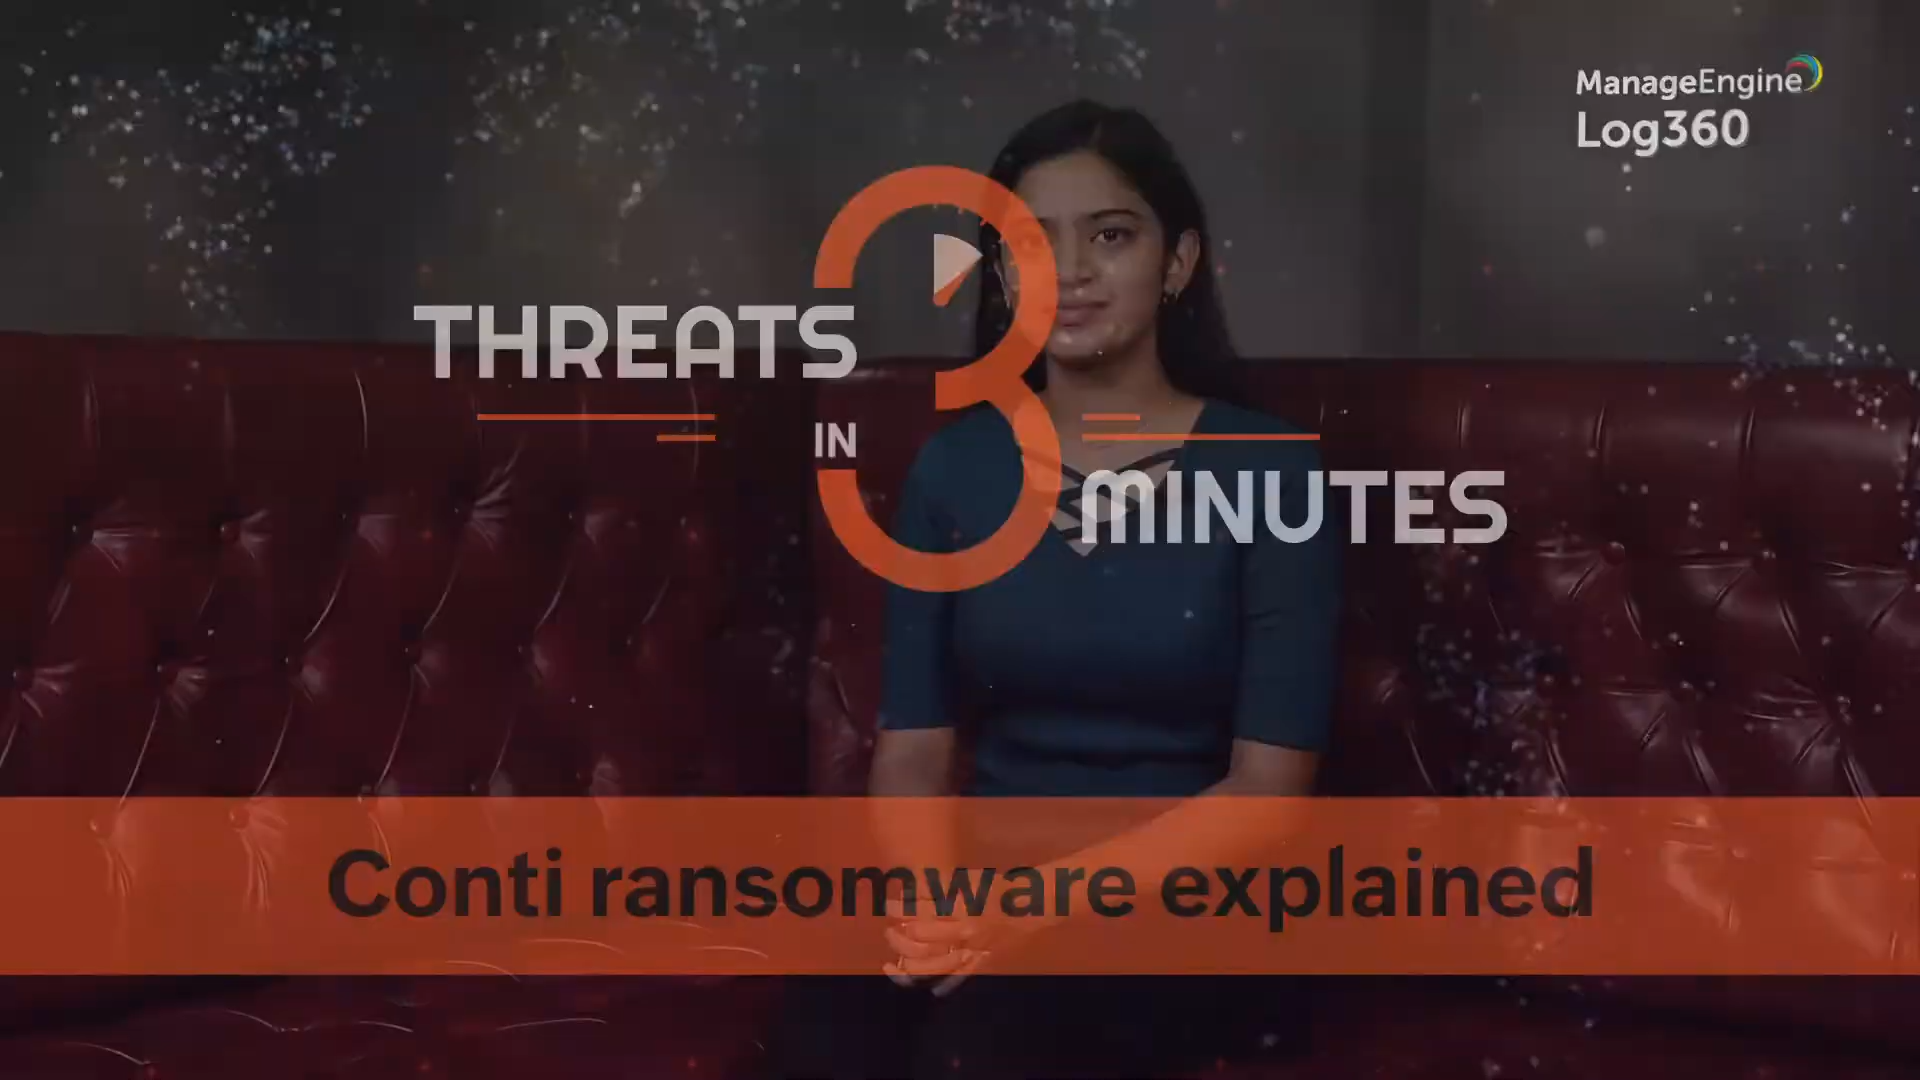 ManageEngine
Log360
THREATS
IN 3
MINUTES
Conti ransomware explained